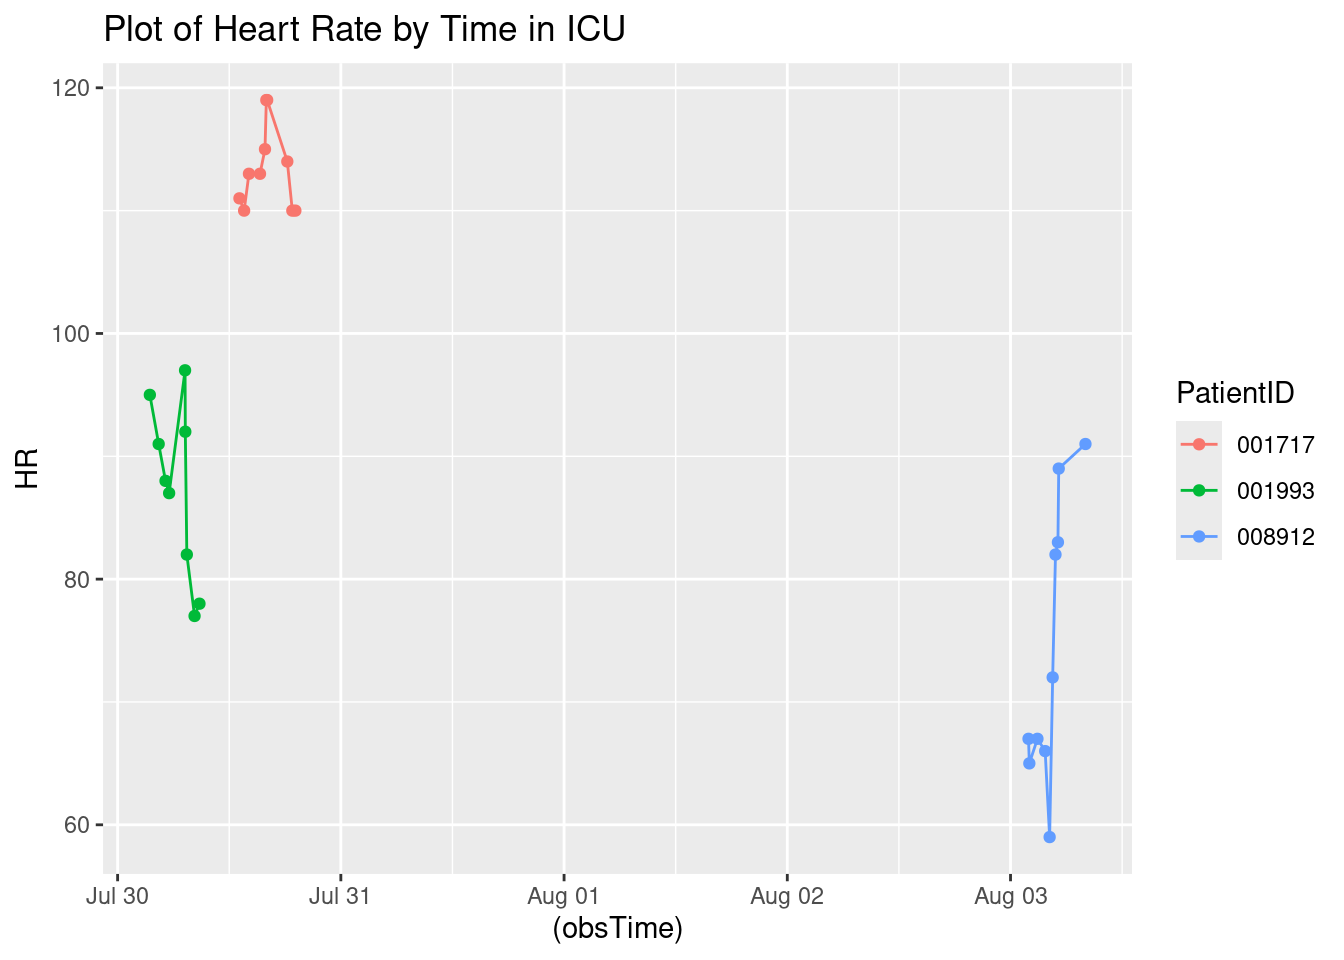 Plot of Heart Rate by Time in ICU
120
100
80
60
HR
Jul 30 Jul 31 Aug 01 Aug 02 Aug 03
(obsTime)
PatientID
001717
001993
008912